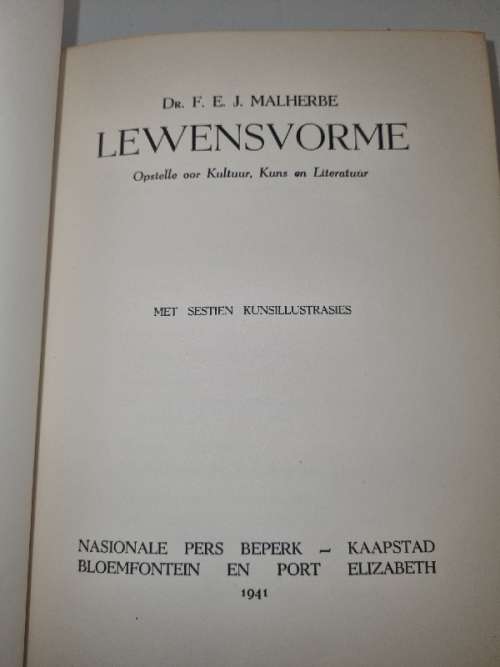 DR. F. E. J. MALHERBE
LEWENSVORME
Opstelle oor Kultuur, Kuns en Literatuur
MET SESTIEN KUNSILLUSTRASIES
NASIONALE PERS BEPERK — KAAPSTAD
BLOEMFONTEIN EN PORT ELIZABETH
1941